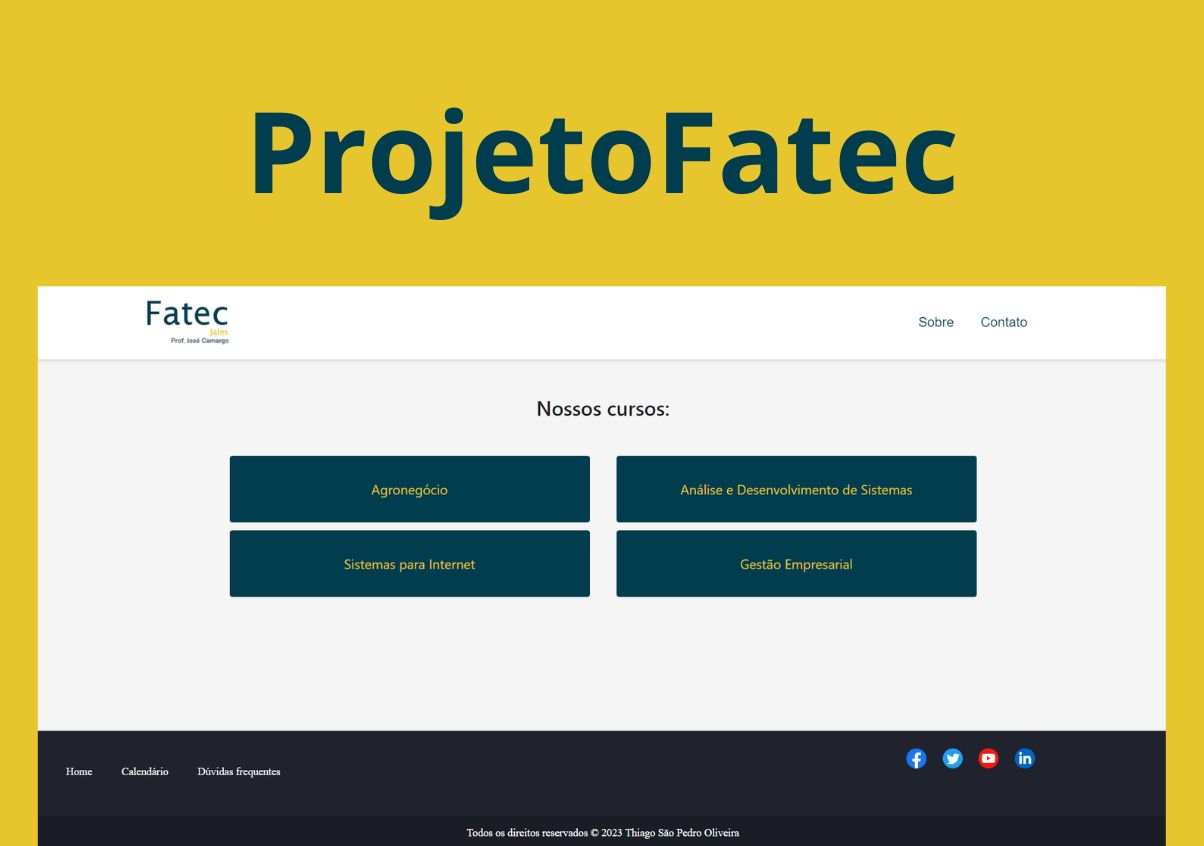 ProjetoFatec
Fatec
Jales
Prof. José Camargo
Sobre Contato
Nossos cursos:
Agronegócio Análise e Desenvolvimento de Sistemas
Sistemas para Internet Gestão Empresarial
Home Calendário Dúvidas frequentes
Todos os direitos reservados © 2023 Thiago São Pedro Oliveira